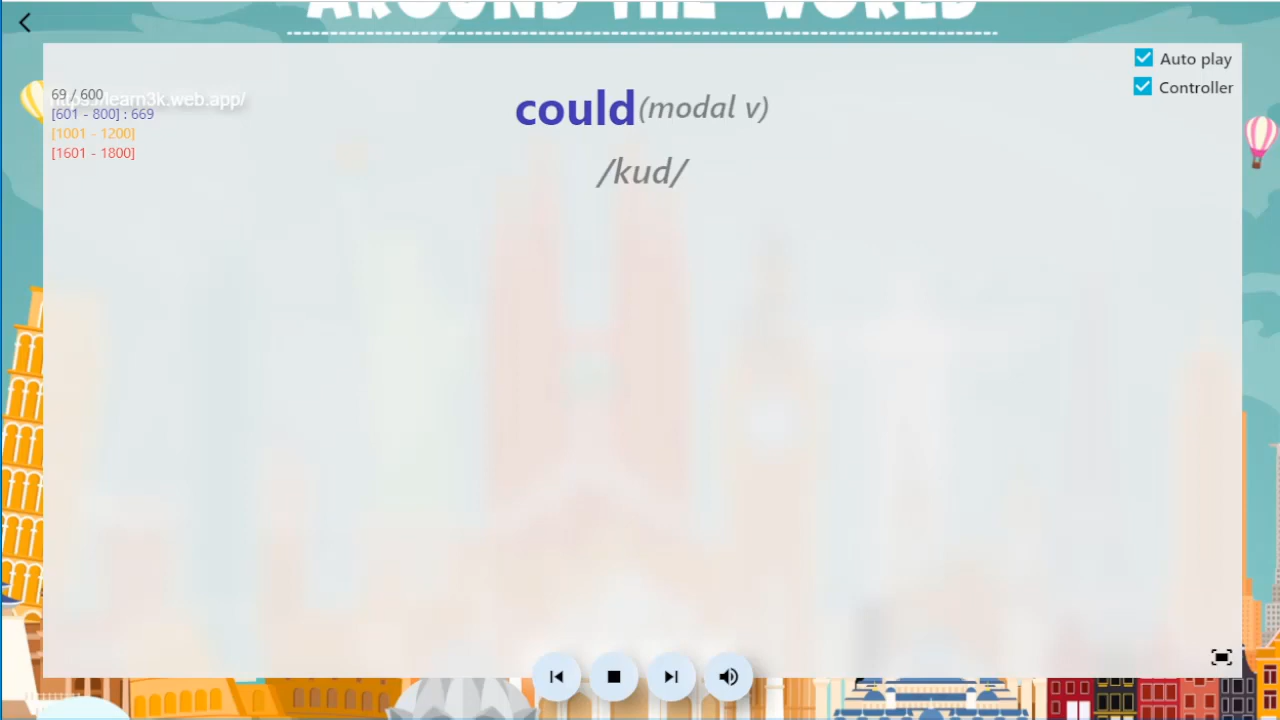 AROUND THE WORLD
Auto play
Controller
69 / 600
https://learn3k.web.app/
[601 - 800] : 669
[1001 - 1200]
[1601 - 1800]
could(modal v)
/kud/